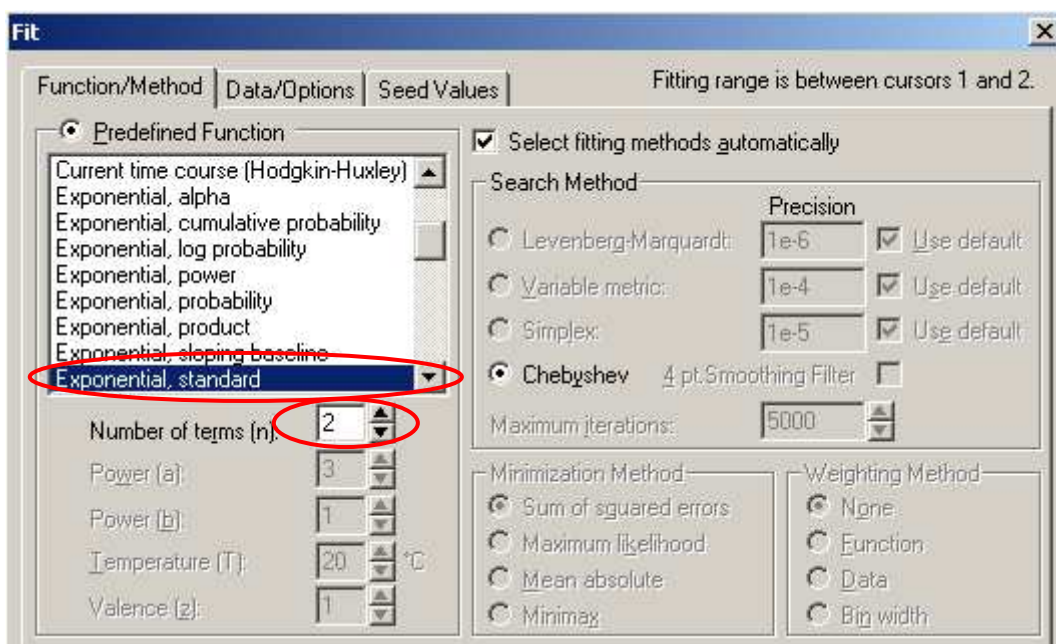 Fit
Function/Method Data/Options Seed Values
Fitting range is between cursors 1 and 2.
Predefined Function
Current time course (Hodgkin-Huxley)
Exponential, alpha
Exponential, cumulative probability
Exponential, log probability
Exponential, power
Exponential, probability
Exponential, product
Exponential, sloping baseline
Exponential, standard
Number of terms (n): 2
Power (a): 3
Power (b): 1
Temperature (T): 20 °C
Valence (z): 1
Select fitting methods automatically
Search Method
Precision
Levenberg-Marquardt: 1e-6 Use default
Variable metric: 1e-4 Use default
Simplex: 1e-5 Use default
Chebyshev 4 pt.Smoothing Filter
Maximum iterations: 5000
Minimization Method
Sum of squared errors
Maximum likelihood
Mean absolute
Minimax
Weighting Method
None
Function
Data
Bin width